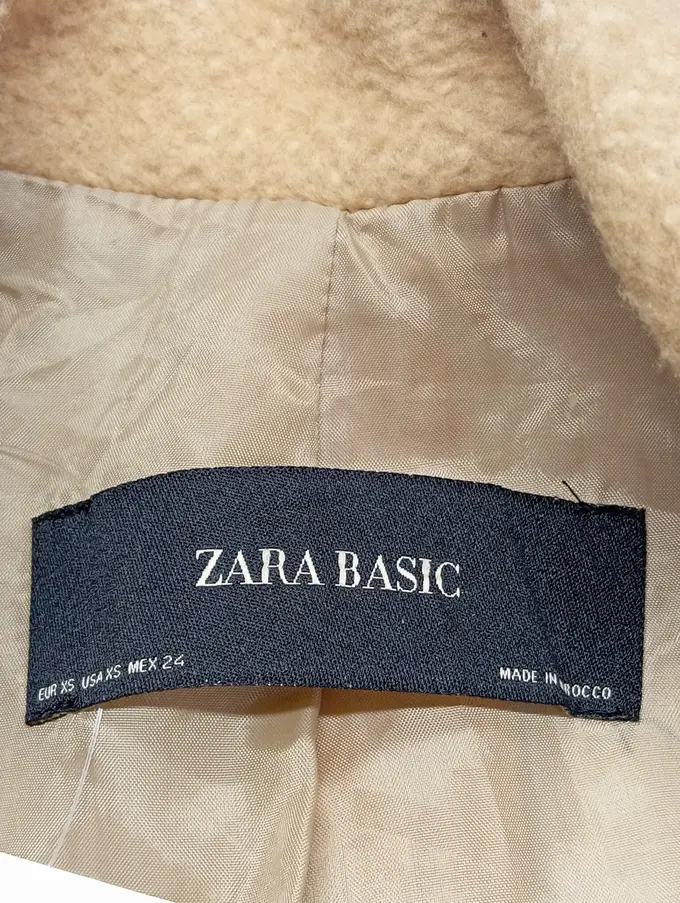 ZARA BASIC
EUR XS USA XS MEX 24
MADE IN MOROCCO